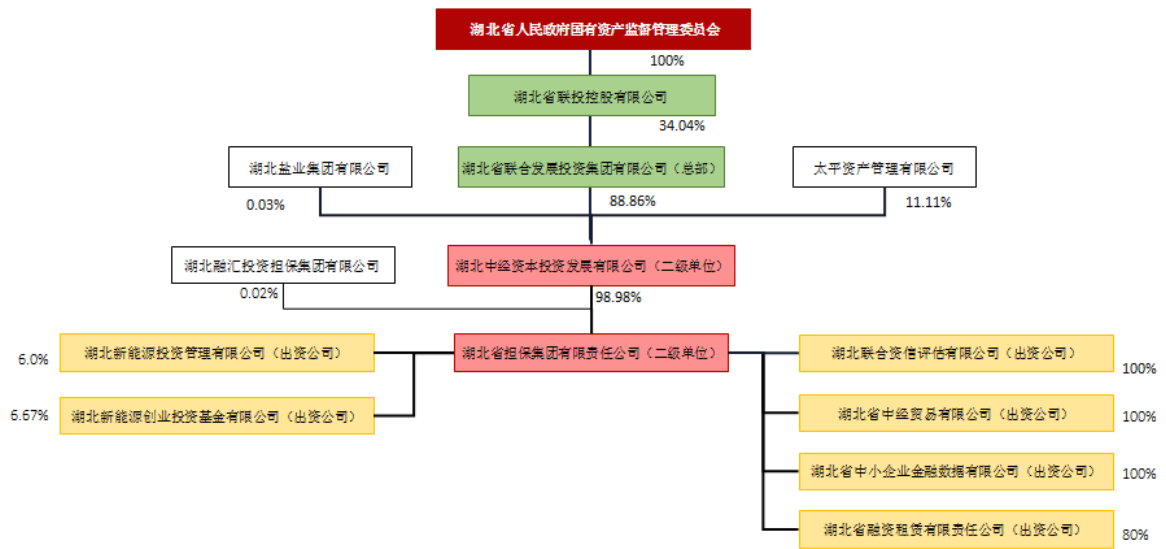 湖北省人民政府国有资产监督管理委员会
100%
湖北省联投控股有限公司
34.04%
湖北盐业集团有限公司
湖北省联合发展投资集团有限公司（总部）
太平资产管理有限公司
0.03%
88.86%
11.11%
湖北融汇投资担保集团有限公司
湖北中经资本投资发展有限公司（二级单位）
0.02%
98.98%
湖北新能源投资管理有限公司（出资公司）
湖北省担保集团有限责任公司（二级单位）
湖北联合资信评估有限公司（出资公司）
6.0%
100%
湖北新能源创业投资基金有限公司（出资公司）
6.67%
湖北省中经贸易有限公司（出资公司）
100%
湖北省中小企业金融数据有限公司（出资公司）
100%
湖北省融资租赁有限责任公司（出资公司）
80%